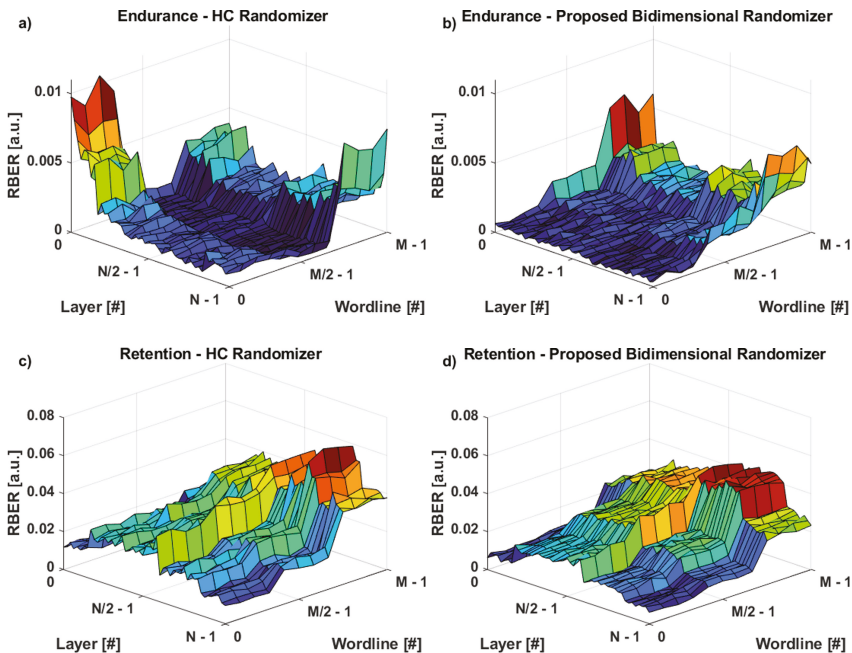 a)
Endurance - HC Randomizer
0.01
0.005
0
RBER [a.u.]
0
N/2 - 1
N - 1
Layer [#]
0
M/2 - 1
M - 1
Wordline [#]
b)
Endurance - Proposed Bidimensional Randomizer
0.01
0.005
0
RBER [a.u.]
0
N/2 - 1
N - 1
Layer [#]
0
M/2 - 1
M - 1
Wordline [#]
c)
Retention - HC Randomizer
0.08
0.06
0.04
0.02
0
RBER [a.u.]
0
N/2 - 1
N - 1
Layer [#]
0
M/2 - 1
M - 1
Wordline [#]
d)
Retention - Proposed Bidimensional Randomizer
0.08
0.06
0.04
0.02
0
RBER [a.u.]
0
N/2 - 1
N - 1
Layer [#]
0
M/2 - 1
M - 1
Wordline [#]